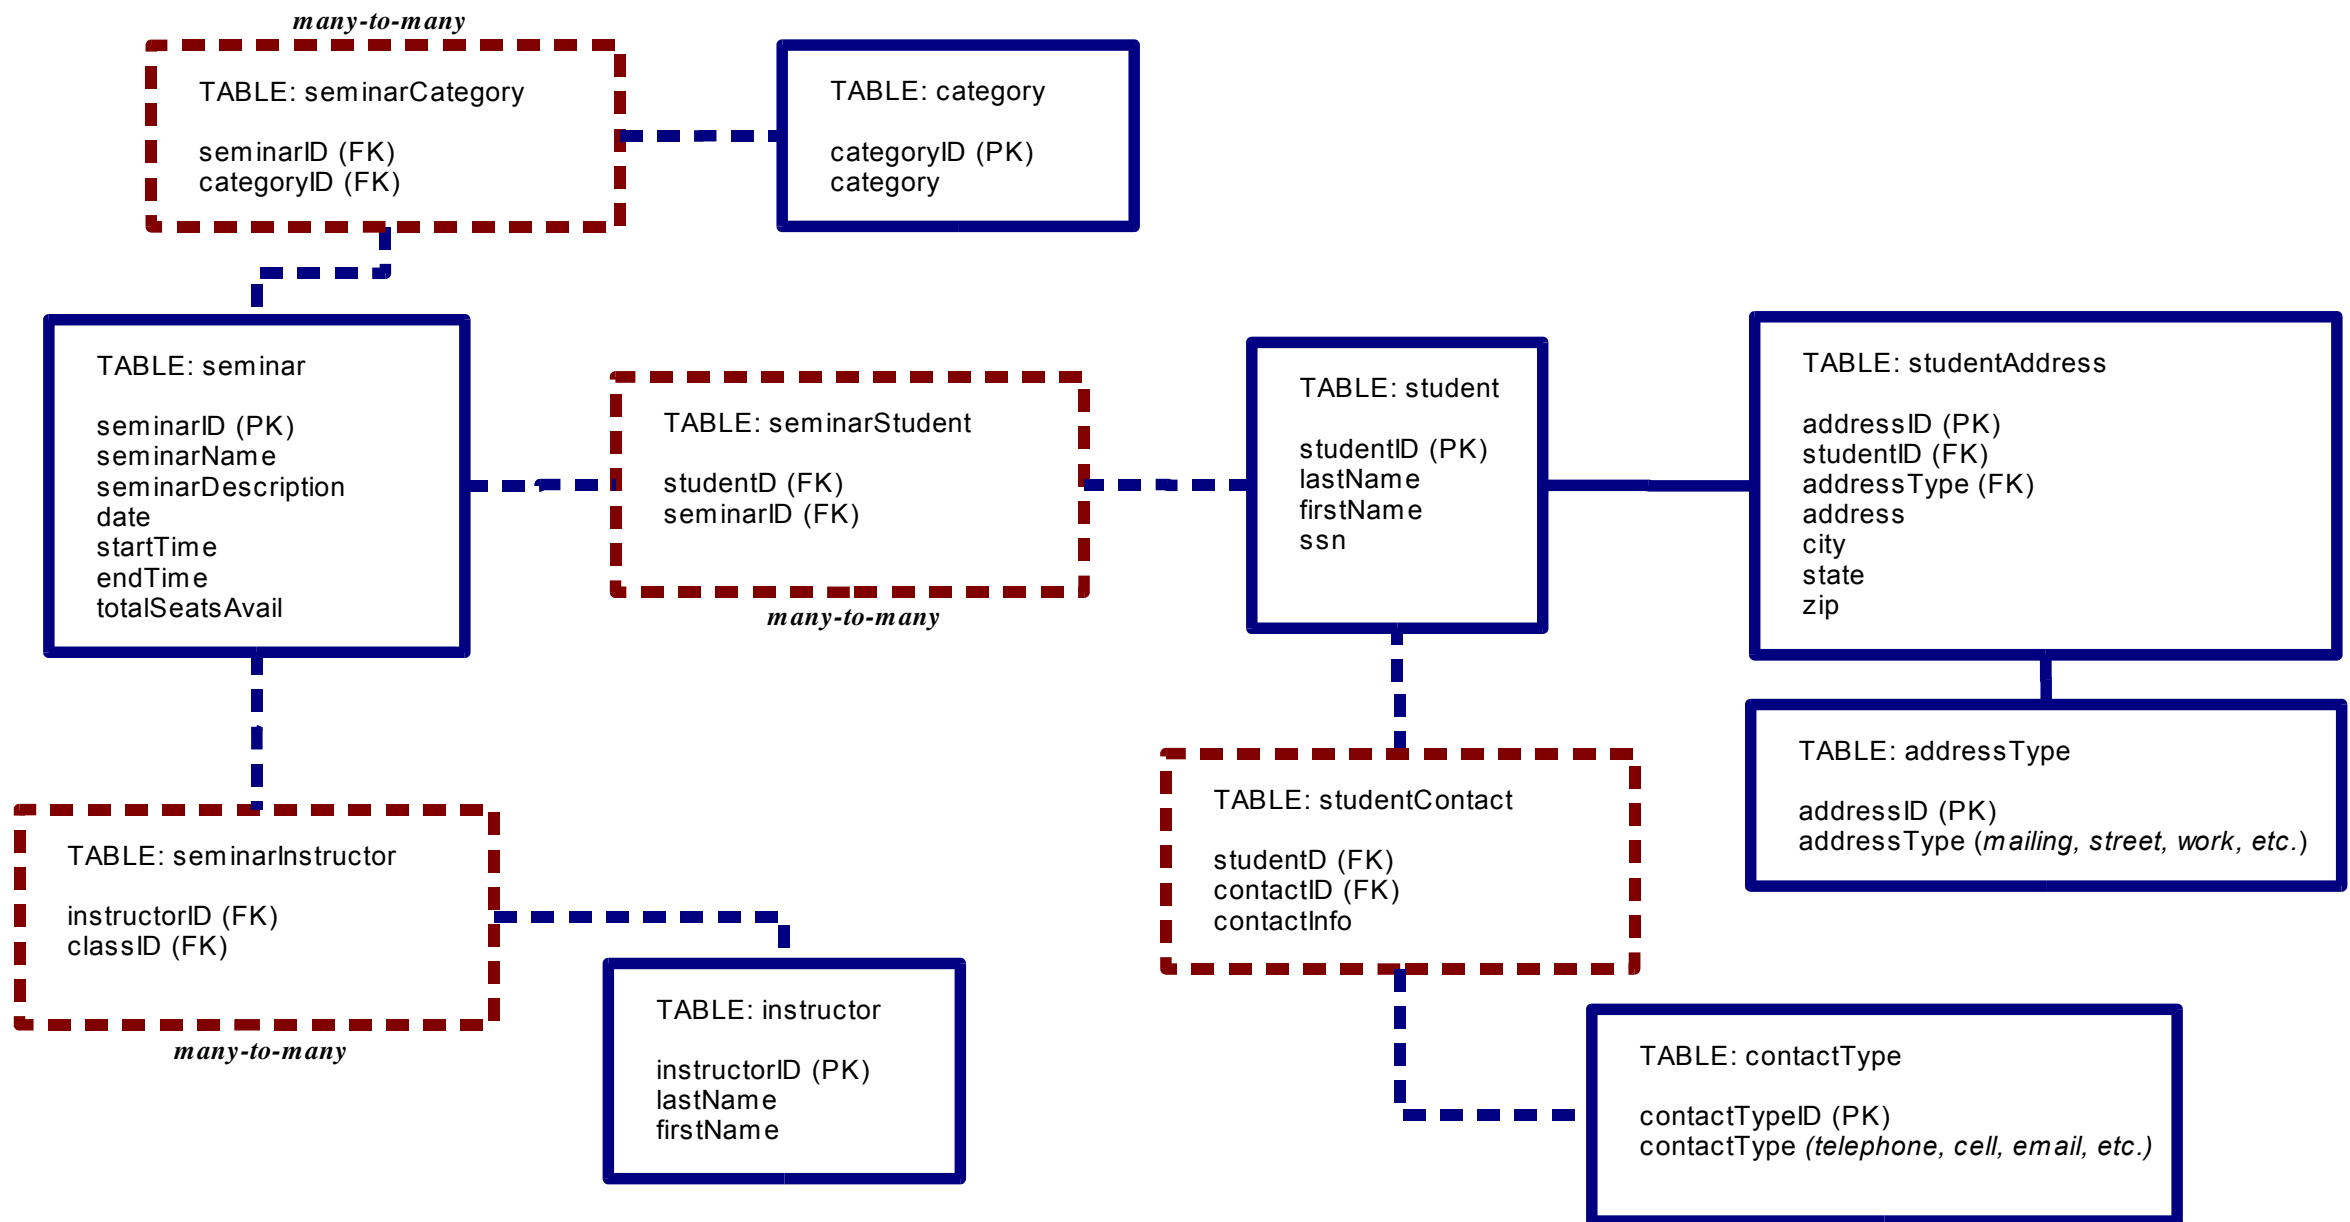 many-to-many
TABLE: seminarCategory
seminarID (FK)
categoryID (FK)
TABLE: category
categoryID (PK)
category
TABLE: seminar
seminarID (PK)
seminarName
seminarDescription
date
startTime
endTime
totalSeatsAvail
TABLE: seminarStudent
studentD (FK)
seminarID (FK)
many-to-many
TABLE: student
studentID (PK)
lastName
firstName
ssn
TABLE: studentAddress
addressID (PK)
studentID (FK)
addressType (FK)
address
city
state
zip
TABLE: addressType
addressID (PK)
addressType (mailing, street, work, etc.)
TABLE: seminarInstructor
instructorID (FK)
classID (FK)
many-to-many
TABLE: instructor
instructorID (PK)
lastName
firstName
TABLE: studentContact
studentD (FK)
contactID (FK)
contactInfo
TABLE: contactType
contactTypeID (PK)
contactType (telephone, cell, email, etc.)